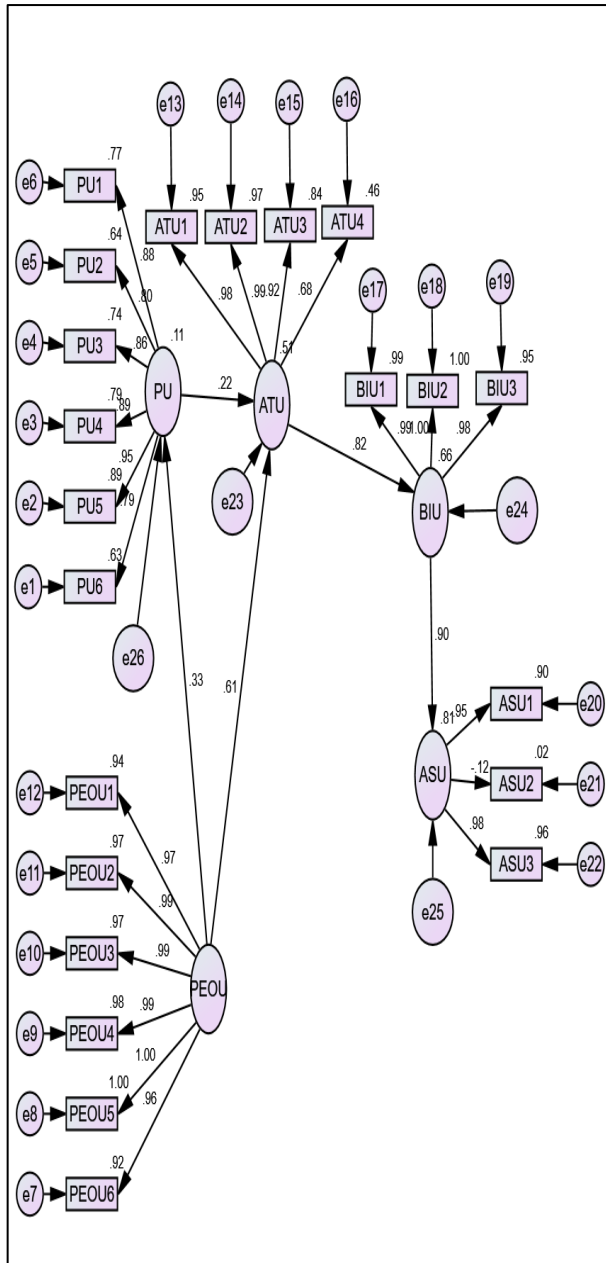 e13
e14
e15
e16
.77
e6
PU1
.95
.97
.84
.46
ATU1
ATU2
ATU3
ATU4
.64
.88
e5
PU2
.80
e17
e18
e19
.74
.11
.98
.99
.92
.68
e4
PU3
.86
.51
.99
1.00
.95
PU
.22
ATU
BIU1
BIU2
BIU3
.79
.89
e3
PU4
.82
.99
1.00
.98
.95
.66
.89
e2
PU5
.79
e23
BIU
e24
.63
e1
PU6
e26
.33
.61
.90
.90
.81
.95
ASU1
e20
.94
.02
e12
PEOU1
ASU
-.12
ASU2
e21
.97
.97
.98
.96
e11
PEOU2
.99
ASU3
e22
.97
e25
e10
PEOU3
.99
.98
PEOU
e9
PEOU4
.99
1.00
1.00
e8
PEOU5
.96
.92
e7
PEOU6